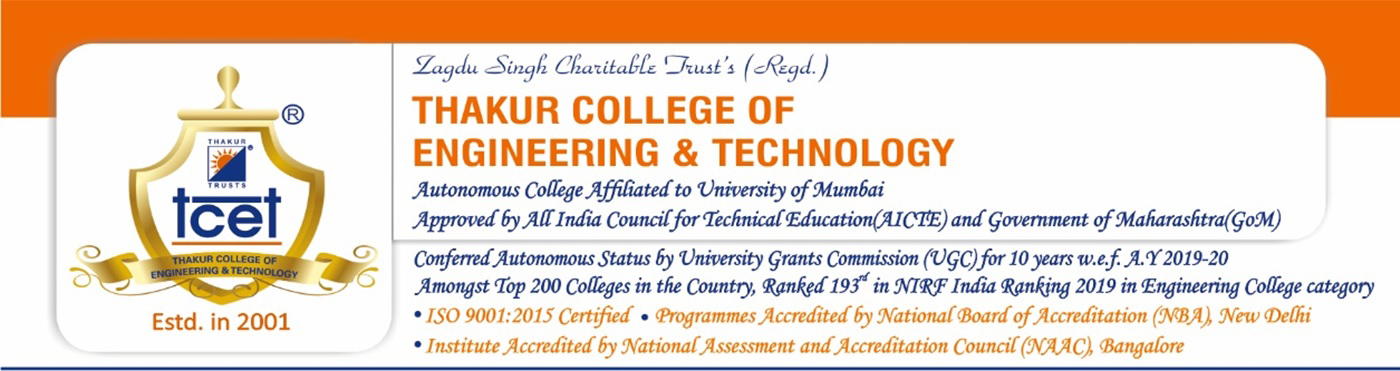 ®
THAKUR
®
TRUSTS
tcet
THAKUR COLLEGE OF
ENGINEERING & TECHNOLOGY
Estd. in 2001
Zagdu Singh Charitable Trust's (Regd.)
THAKUR COLLEGE OF
ENGINEERING & TECHNOLOGY
Autonomous College Affiliated to University of Mumbai
Approved by All India Council for Technical Education(AICTE) and Government of Maharashtra(GoM)
Conferred Autonomous Status by University Grants Commission (UGC) for 10 years w.e.f. A.Y 2019-20
Amongst Top 200 Colleges in the Country, Ranked 193rd in NIRF India Ranking 2019 in Engineering College category
• ISO 9001:2015 Certified • Programmes Accredited by National Board of Accreditation (NBA), New Delhi
• Institute Accredited by National Assessment and Accreditation Council (NAAC), Bangalore